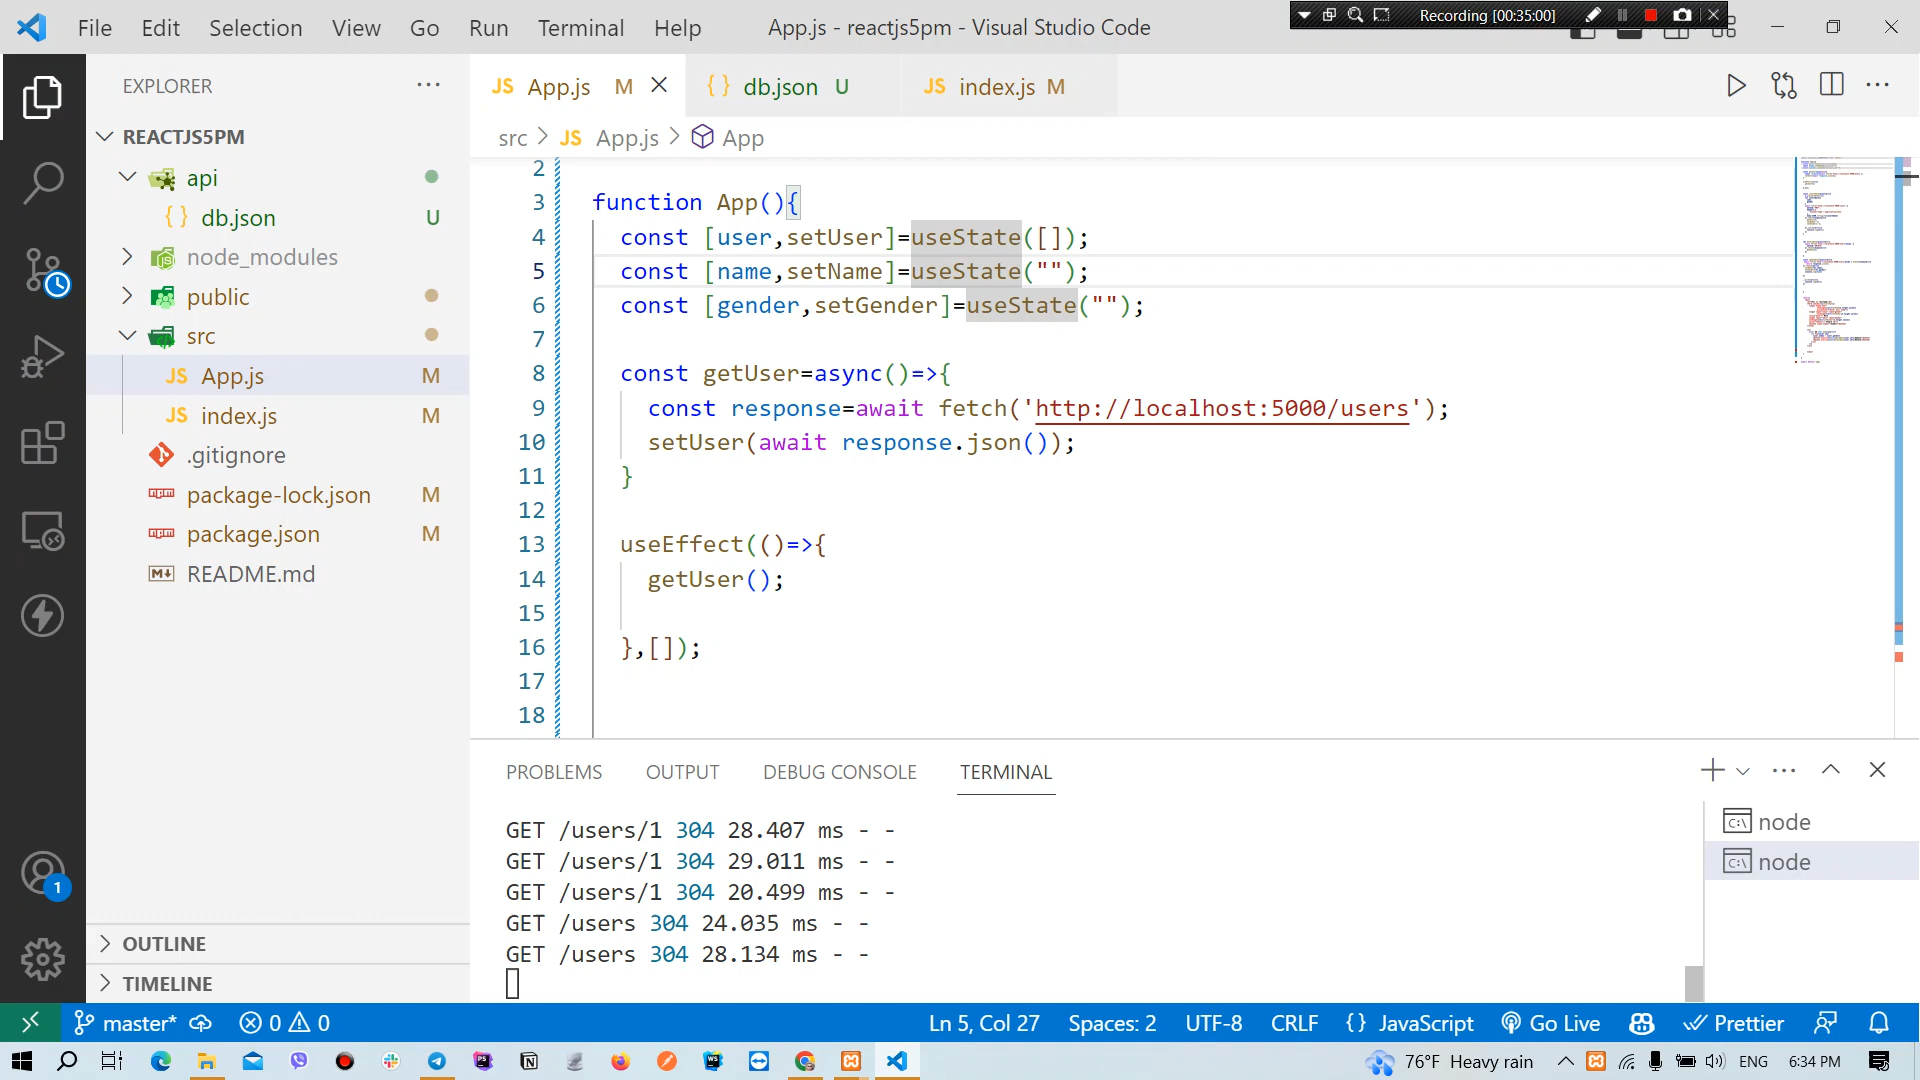 File Edit Selection View Go Run Terminal Help App.js - reactjs5pm - Visual Studio Code Recording [00:35:00]
EXPLORER
JS App.js M {} db.json U JS index.js M
REACTJS5PM
src > JS App.js > App
api
{} db.json U
node_modules
public
src
JS App.js M
JS index.js M
.gitignore
package-lock.json M
package.json M
README.md
OUTLINE
TIMELINE
2
3 function App(){
4 const [user,setUser]=useState([]);
5 const [name,setName]=useState("");
6 const [gender,setGender]=useState("");
7
8 const getUser=async()=>{
9 const response=await fetch('http://localhost:5000/users');
10 setUser(await response.json());
11 }
12
13 useEffect(()=>{
14 getUser();
15
16 },[]);
17
18
PROBLEMS OUTPUT DEBUG CONSOLE TERMINAL
GET /users/1 304 28.407 ms - -
GET /users/1 304 29.011 ms - -
GET /users/1 304 20.499 ms - -
GET /users 304 24.035 ms - -
GET /users 304 28.134 ms - -
node
node
1
master* 0 0 Ln 5, Col 27 Spaces: 2 UTF-8 CRLF {} JavaScript Go Live Prettier
76°F Heavy rain ENG 6:34 PM